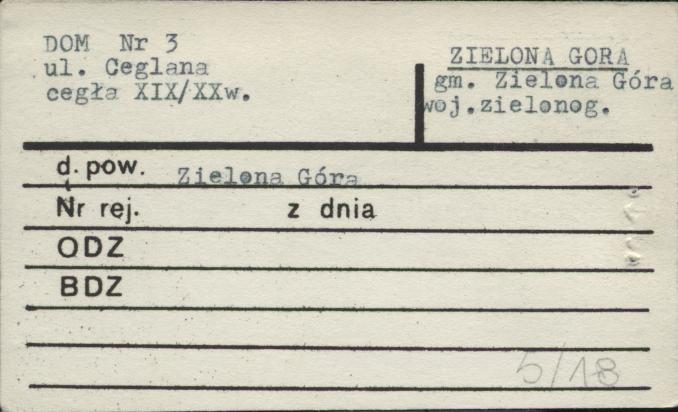 DOM Nr 3
ul. Ceglana
cegła XIX/XXw.
ZIELONA GORA
gm. Zielona Góra
woj.zielonog.
d. pow. Zielona Góra
Nr rej. z dnia
ODZ
BDZ
5/18